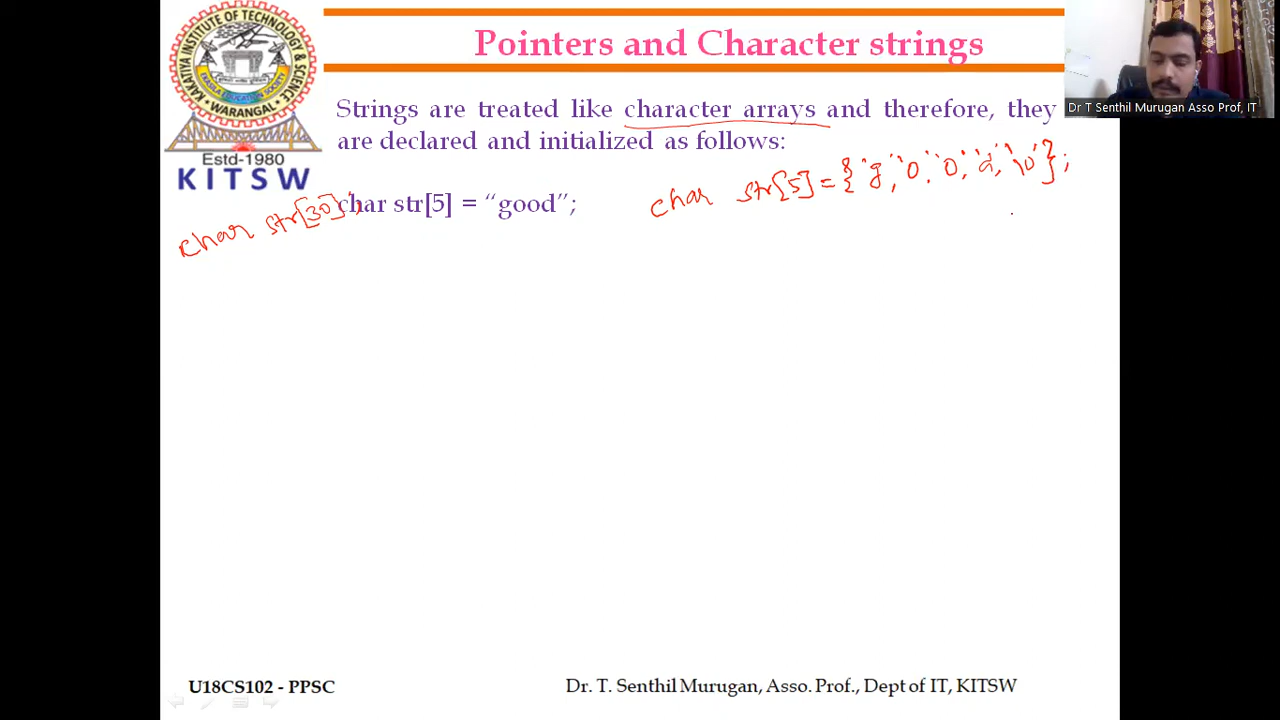 Pointers and Character strings
Dr T Senthil Murugan Asso Prof, IT
KAKATIYA INSTITUTE OF TECHNOLOGY & SCIENCE
WARANGAL
Estd-1980
KITSW
Strings are treated like character arrays and therefore, they
are declared and initialized as follows:
char str[5] = {'g','o','o','d','\0'};
char str[30];
char str[5] = “good”;
U18CS102 - PPSC
Dr. T. Senthil Murugan, Asso. Prof., Dept of IT, KITSW